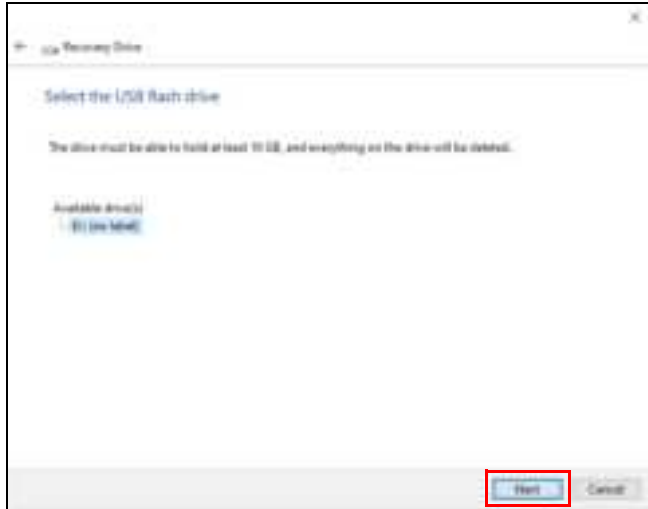 Recovery Drive
Select the USB flash drive
The drive must be able to hold at least 16 GB, and everything on the drive will be deleted.
Available drive(s)
(no label)
Next
Cancel